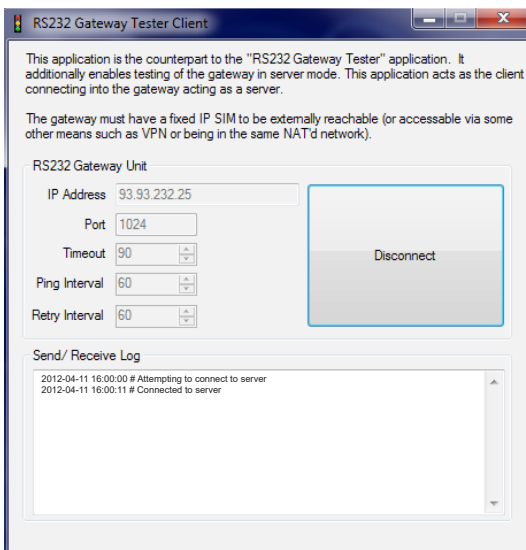 RS232 Gateway Tester Client
This application is the counterpart to the "RS232 Gateway Tester" application. It
additionally enables testing of the gateway in server mode. This application acts as the client
connecting into the gateway acting as a server.
The gateway must have a fixed IP SIM to be externally reachable (or accessable via some
other means such as VPN or being in the same NAT'd network).
RS232 Gateway Unit
IP Address 93.93.232.25
Port 1024
Timeout 90
Ping Interval 60
Retry Interval 60
Disconnect
Send/ Receive Log
2012-04-11 16:00:00 # Attempting to connect to server
2012-04-11 16:00:11 # Connected to server